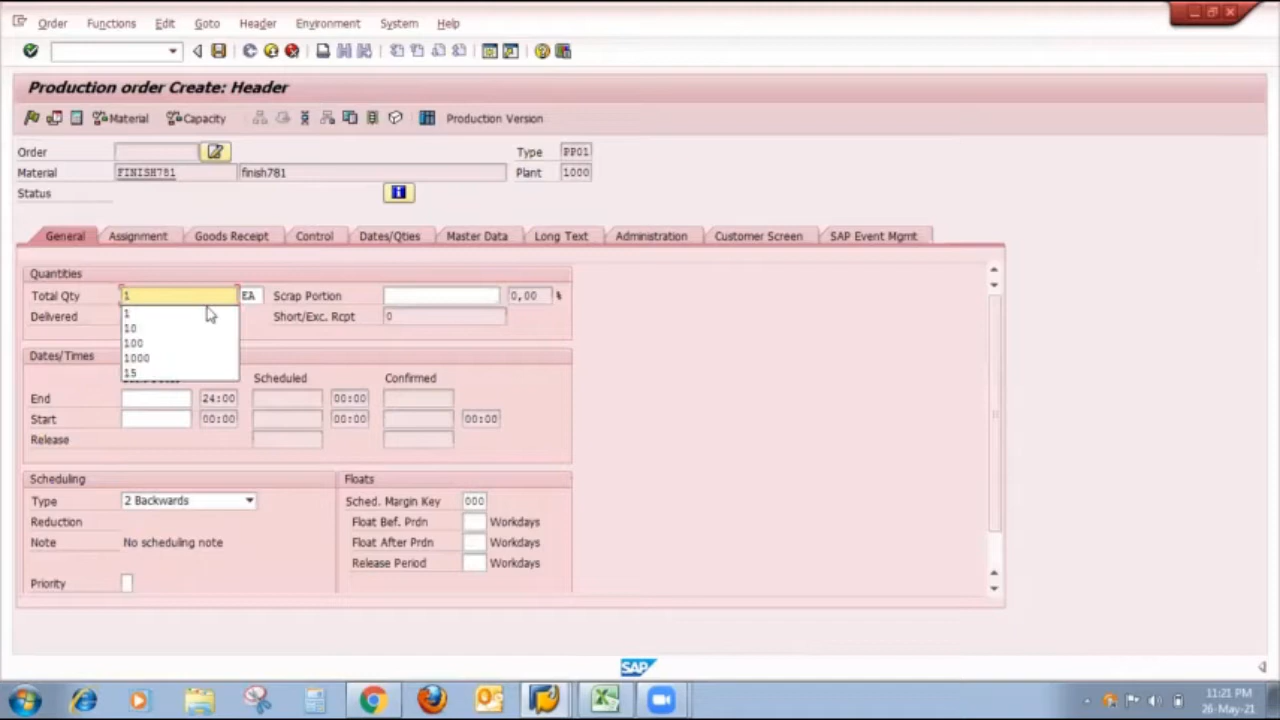 Order Functions Edit Goto Header Environment System Help
Production order Create: Header
Material Capacity Production Version
Order Type PP01
Material FINISH781 finish781 Plant 1000
Status
General Assignment Goods Receipt Control Dates/Qties Master Data Long Text Administration Customer Screen SAP Event Mgmt
Quantities
Total Qty 1 EA Scrap Portion 0,00 %
Delivered Short/Exc. Rcpt 0
1
10
100
1000
15
Dates/Times
Scheduled Confirmed
End 24:00 00:00
Start 00:00 00:00 00:00
Release
Scheduling Floats
Type 2 Backwards Sched. Margin Key 000
Reduction Float Bef. Prdn Workdays
Note No scheduling note Float After Prdn Workdays
Release Period Workdays
Priority
SAP
11:21 PM
26-May-21